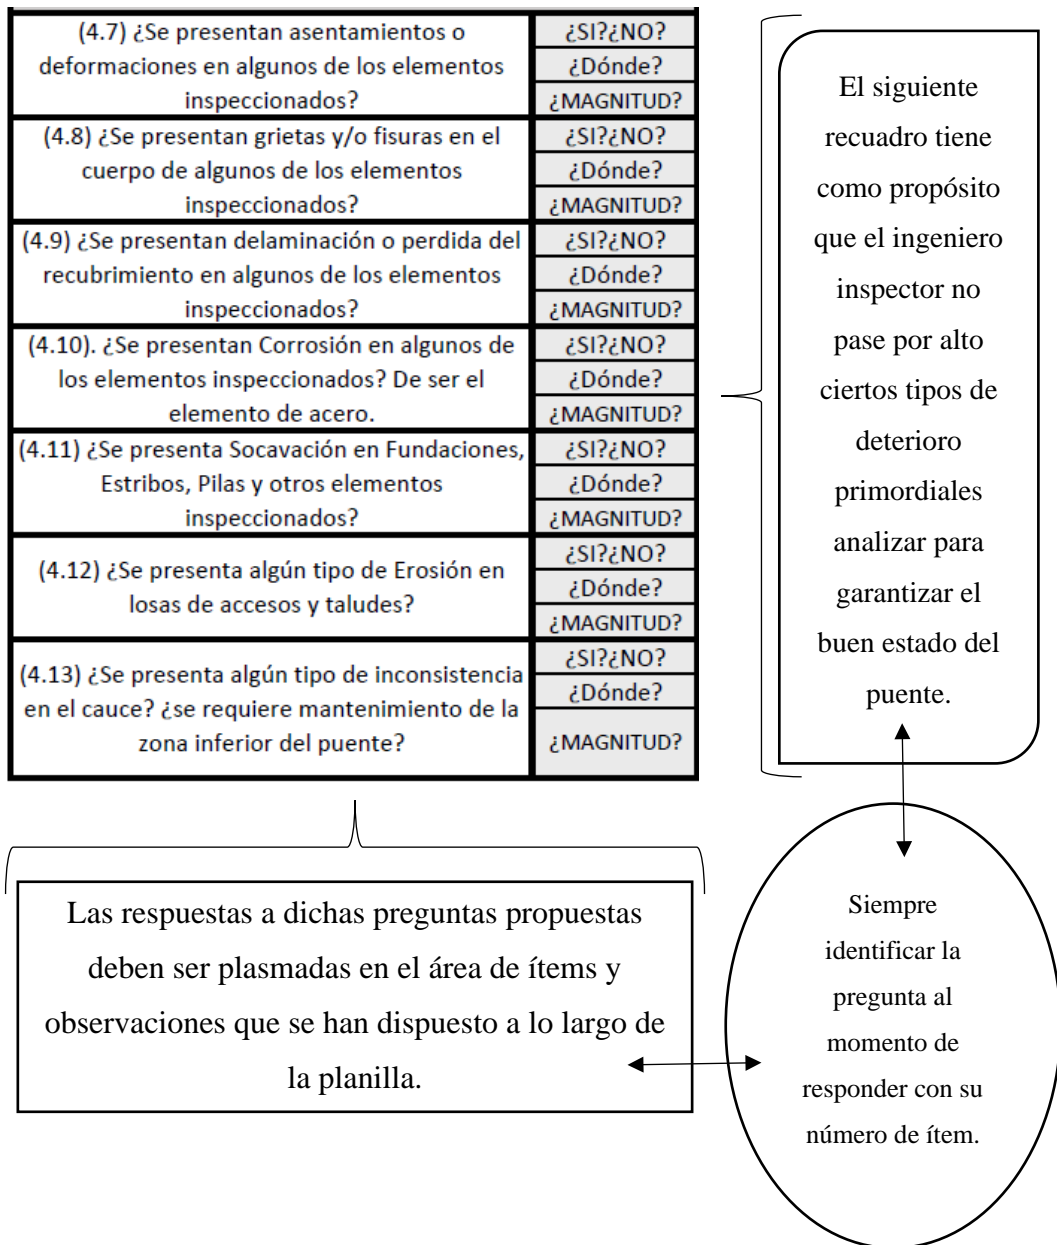 (4.7) ¿Se presentan asentamientos o
deformaciones en algunos de los elementos
inspeccionados?
¿SI?¿NO?
¿Dónde?
¿MAGNITUD?
(4.8) ¿Se presentan grietas y/o fisuras en el
cuerpo de algunos de los elementos
inspeccionados?
¿SI?¿NO?
¿Dónde?
¿MAGNITUD?
(4.9) ¿Se presentan delaminación o perdida del
recubrimiento en algunos de los elementos
inspeccionados?
¿SI?¿NO?
¿Dónde?
¿MAGNITUD?
(4.10). ¿Se presentan Corrosión en algunos de
los elementos inspeccionados? De ser el
elemento de acero.
¿SI?¿NO?
¿Dónde?
¿MAGNITUD?
(4.11) ¿Se presenta Socavación en Fundaciones,
Estribos, Pilas y otros elementos
inspeccionados?
¿SI?¿NO?
¿Dónde?
¿MAGNITUD?
(4.12) ¿Se presenta algún tipo de Erosión en
losas de accesos y taludes?
¿SI?¿NO?
¿Dónde?
¿MAGNITUD?
(4.13) ¿Se presenta algún tipo de inconsistencia
en el cauce? ¿se requiere mantenimiento de la
zona inferior del puente?
¿SI?¿NO?
¿Dónde?
¿MAGNITUD?
El siguiente
recuadro tiene
como propósito
que el ingeniero
inspector no
pase por alto
ciertos tipos de
deterioro
primordiales
analizar para
garantizar el
buen estado del
puente.
Las respuestas a dichas preguntas propuestas
deben ser plasmadas en el área de ítems y
observaciones que se han dispuesto a lo largo de
la planilla.
Siempre
identificar la
pregunta al
momento de
responder con su
número de ítem.